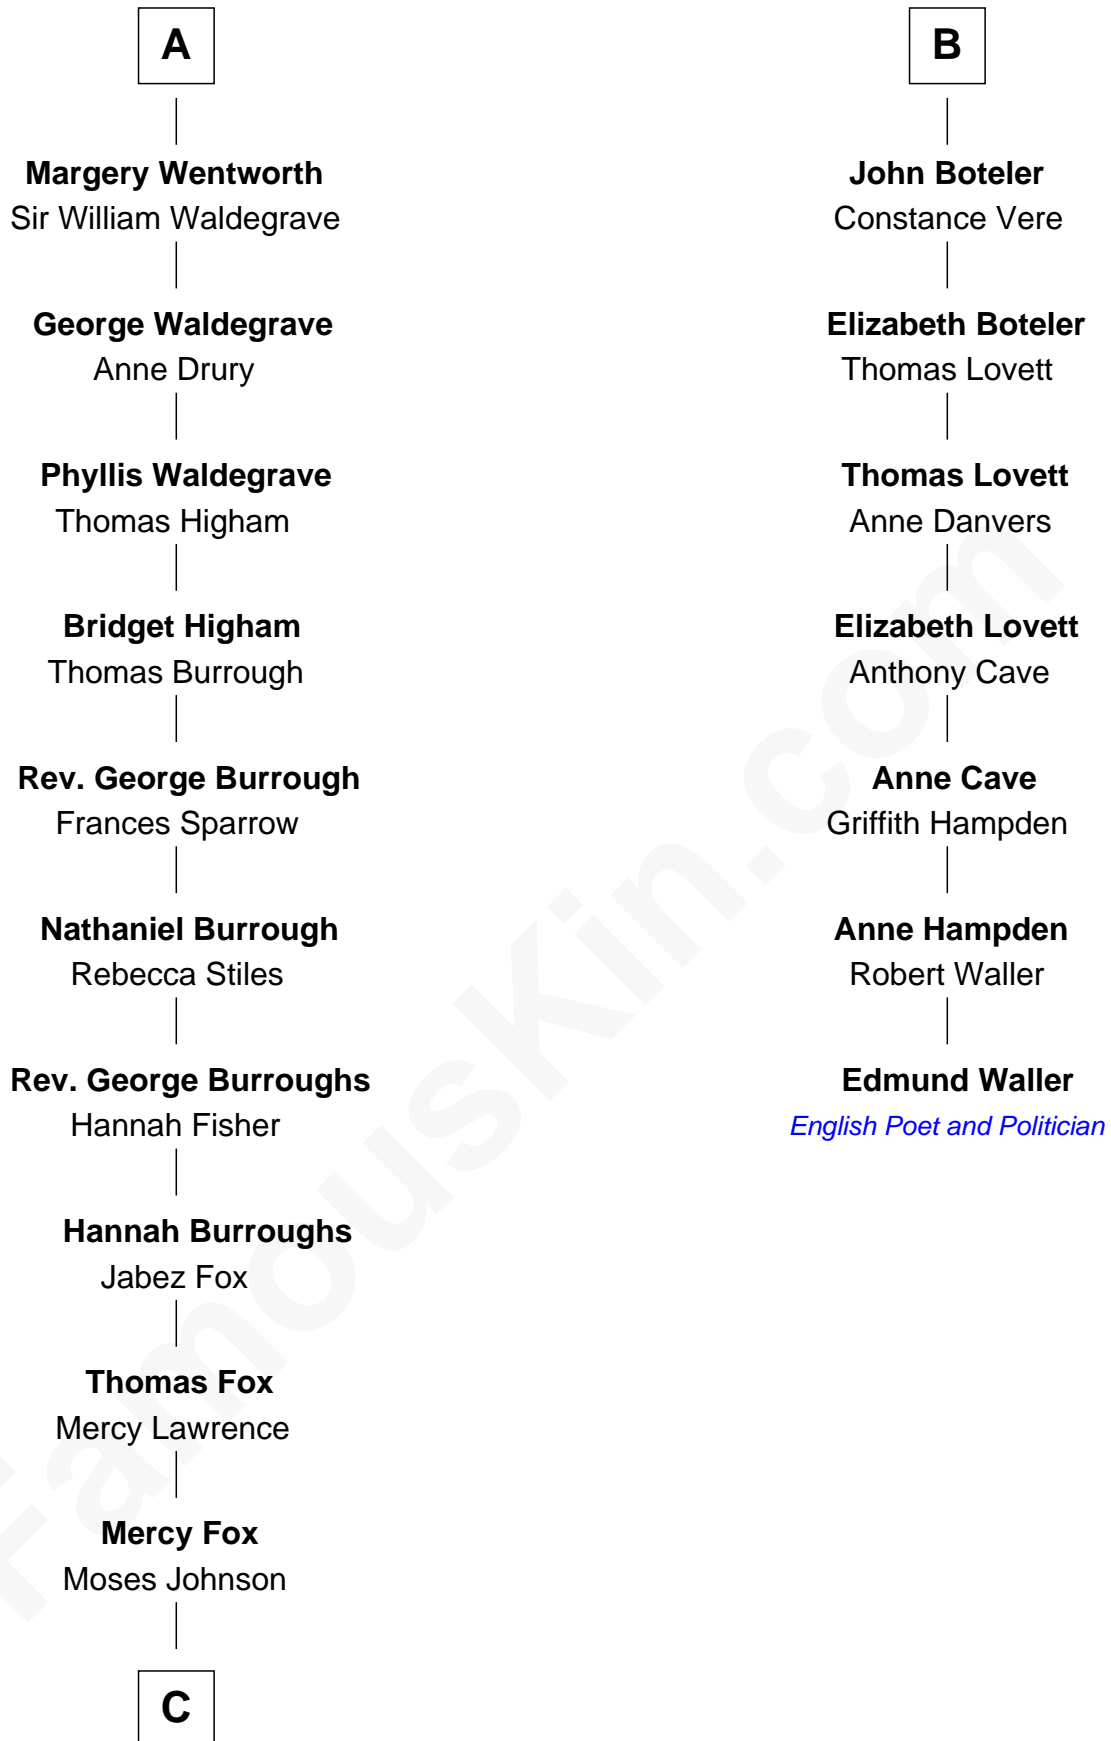 A
Margery Wentworth
Sir William Waldegrave
George Waldegrave
Anne Drury
Phyllis Waldegrave
Thomas Higham
Bridget Higham
Thomas Burrough
Rev. George Burrough
Frances Sparrow
Nathaniel Burrough
Rebecca Stiles
Rev. George Burroughs
Hannah Fisher
Hannah Burroughs
Jabez Fox
Thomas Fox
Mercy Lawrence
Mercy Fox
Moses Johnson
C
B
John Boteler
Constance Vere
Elizabeth Boteler
Thomas Lovett
Thomas Lovett
Anne Danvers
Elizabeth Lovett
Anthony Cave
Anne Cave
Griffith Hampden
Anne Hampden
Robert Waller
Edmund Waller
English Poet and Politician
FamousKin.com